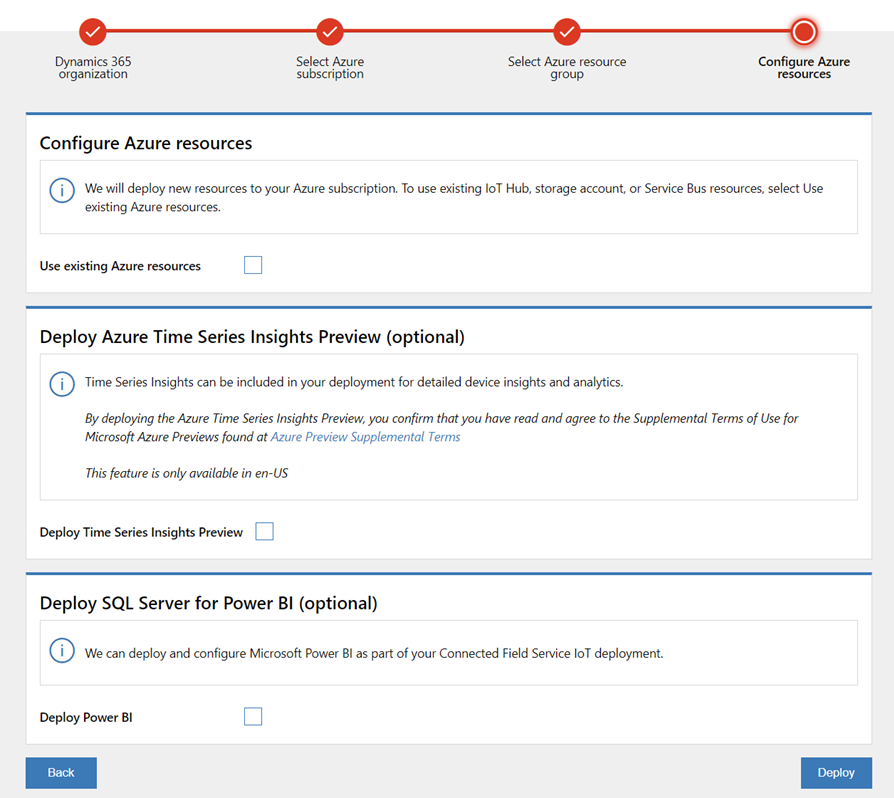 Dynamics 365
organization
Select Azure
subscription
Select Azure resource
group
Configure Azure
resources
Configure Azure resources
We will deploy new resources to your Azure subscription. To use existing IoT Hub, storage account, or Service Bus resources, select Use
existing Azure resources.
Use existing Azure resources
Deploy Azure Time Series Insights Preview (optional)
Time Series Insights can be included in your deployment for detailed device insights and analytics.
By deploying the Azure Time Series Insights Preview, you confirm that you have read and agree to the Supplemental Terms of Use for
Microsoft Azure Previews found at Azure Preview Supplemental Terms
This feature is only available in en-US
Deploy Time Series Insights Preview
Deploy SQL Server for Power BI (optional)
We can deploy and configure Microsoft Power BI as part of your Connected Field Service IoT deployment.
Deploy Power BI
Back
Deploy